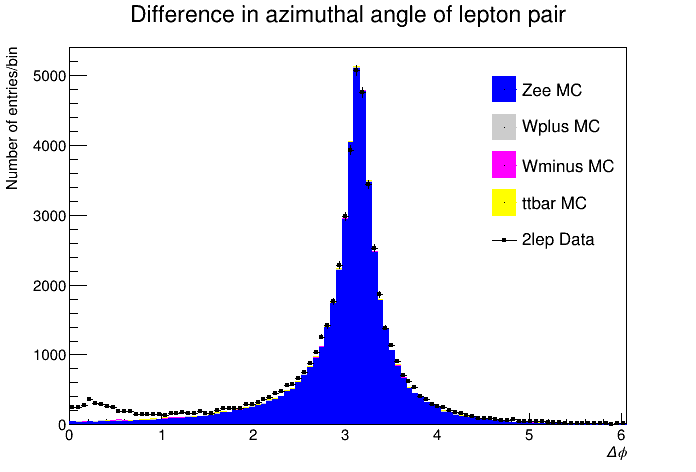 Difference in azimuthal angle of lepton pair
Number of entries/bin
5000
4000
3000
2000
1000
0
0 1 2 3 4 5 6
Δϕ
Zee MC
Wplus MC
Wminus MC
ttbar MC
2lep Data